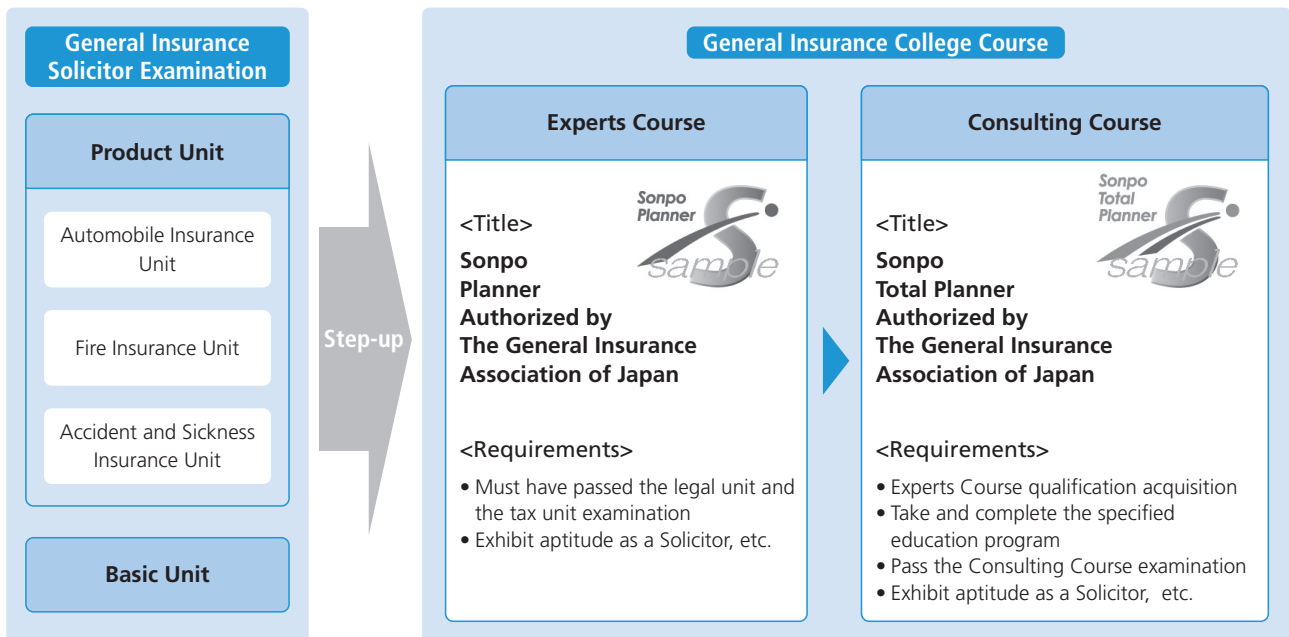 General Insurance
Solicitor Examination
Product Unit
Automobile Insurance
Unit
Fire Insurance Unit
Accident and Sickness
Insurance Unit
Basic Unit
Step-up
General Insurance College Course
Experts Course
Sonpo
Planner
sample
<Title>
Sonpo
Planner
Authorized by
The General Insurance
Association of Japan
<Requirements>
• Must have passed the legal unit and
the tax unit examination
• Exhibit aptitude as a Solicitor, etc.
Consulting Course
Sonpo
Total
Planner
sample
<Title>
Sonpo
Total Planner
Authorized by
The General Insurance
Association of Japan
<Requirements>
• Experts Course qualification acquisition
• Take and complete the specified
education program
• Pass the Consulting Course examination
• Exhibit aptitude as a Solicitor, etc.